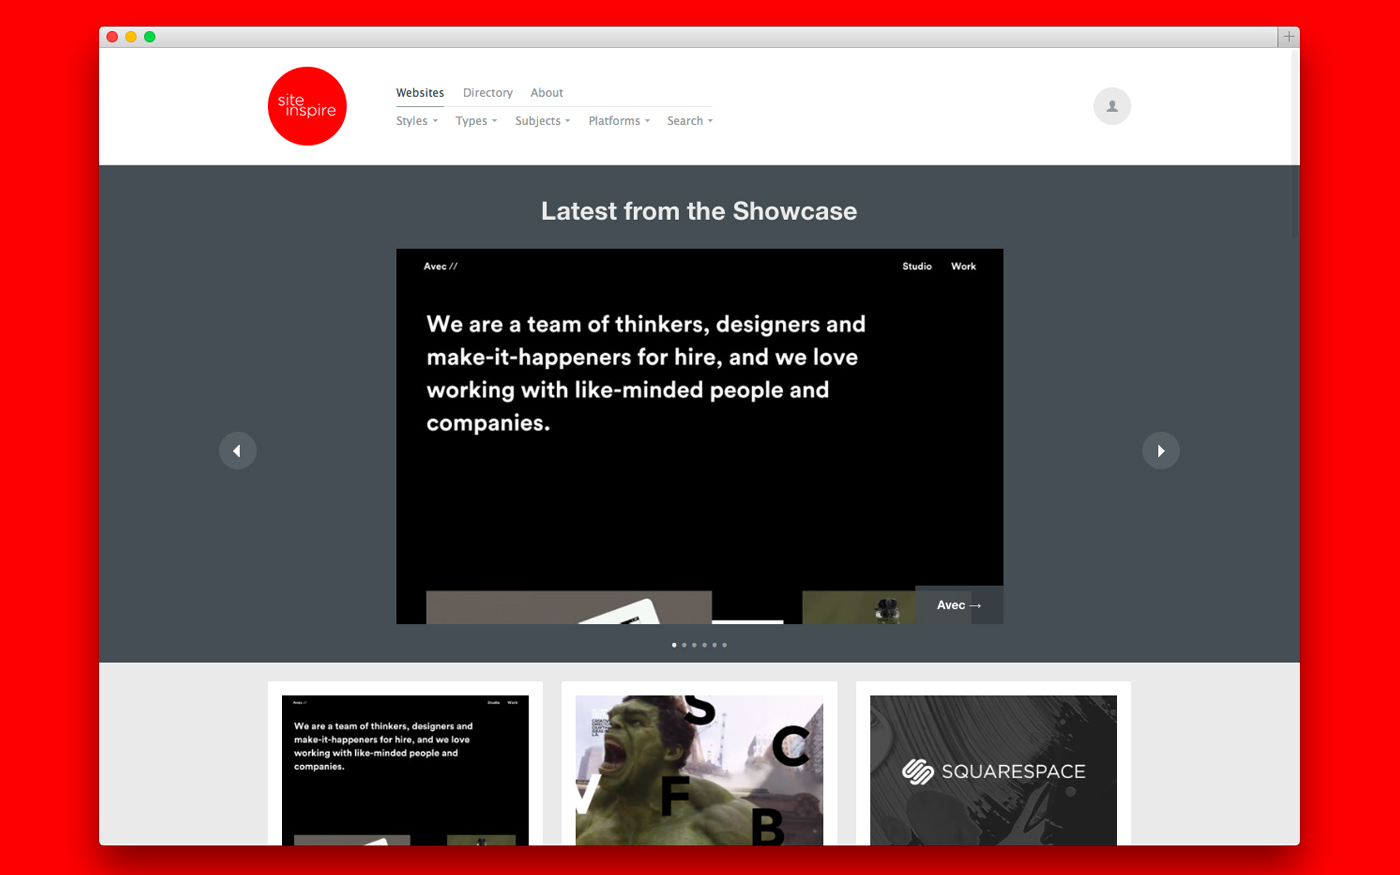 site
inspire
Websites
Directory
About
Styles
Types
Subjects
Platforms
Search
Latest from the Showcase
Avec //
Studio
Work
We are a team of thinkers, designers and
make-it-happeners for hire, and we love
working with like-minded people and
companies.
Avec →
Avec //
Studio
Work
We are a team of thinkers, designers and
make-it-happeners for hire, and we love
working with like-minded people and
companies.
S
C
V
F
B
SQUARESPACE